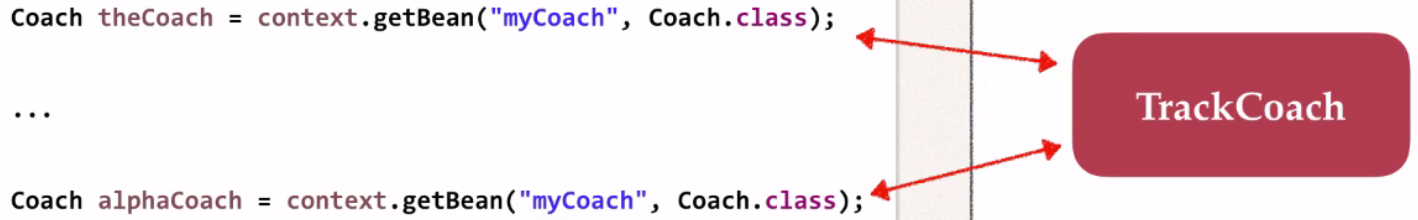 Coach theCoach = context.getBean("myCoach", Coach.class);
...
TrackCoach
Coach alphaCoach = context.getBean("myCoach", Coach.class);